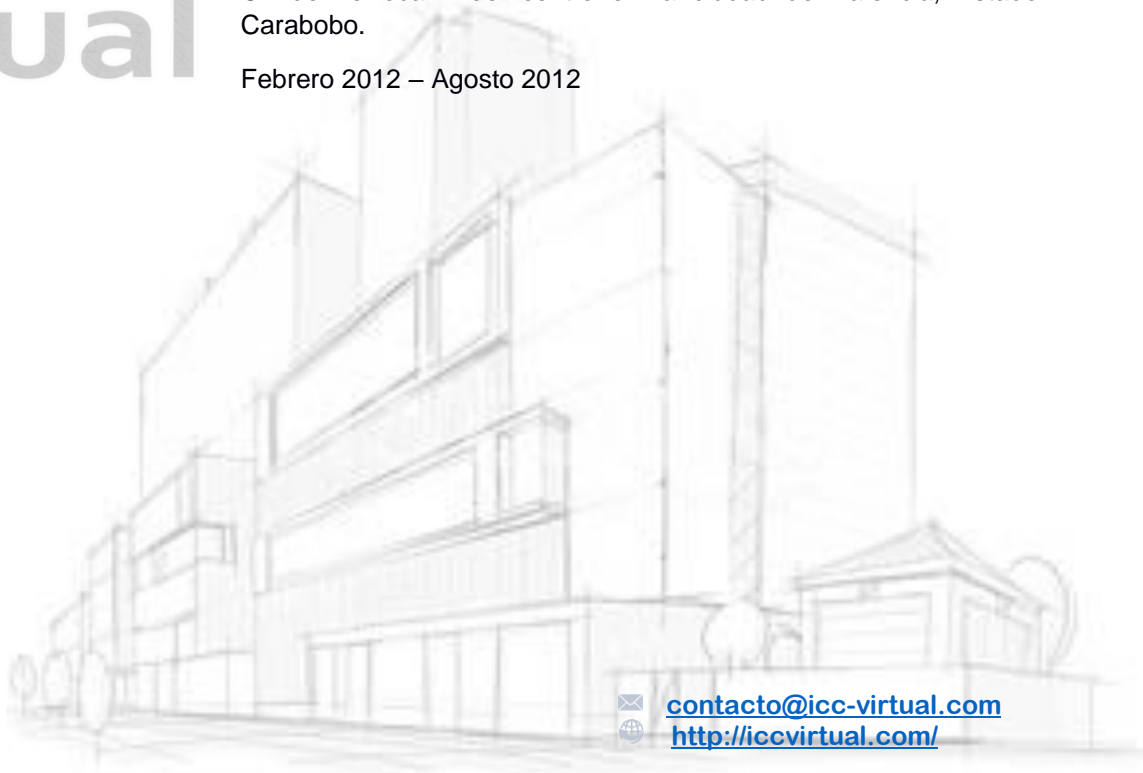 ual
Carabobo.
Febrero 2012 – Agosto 2012
contacto@icc-virtual.com
http://iccvirtual.com/